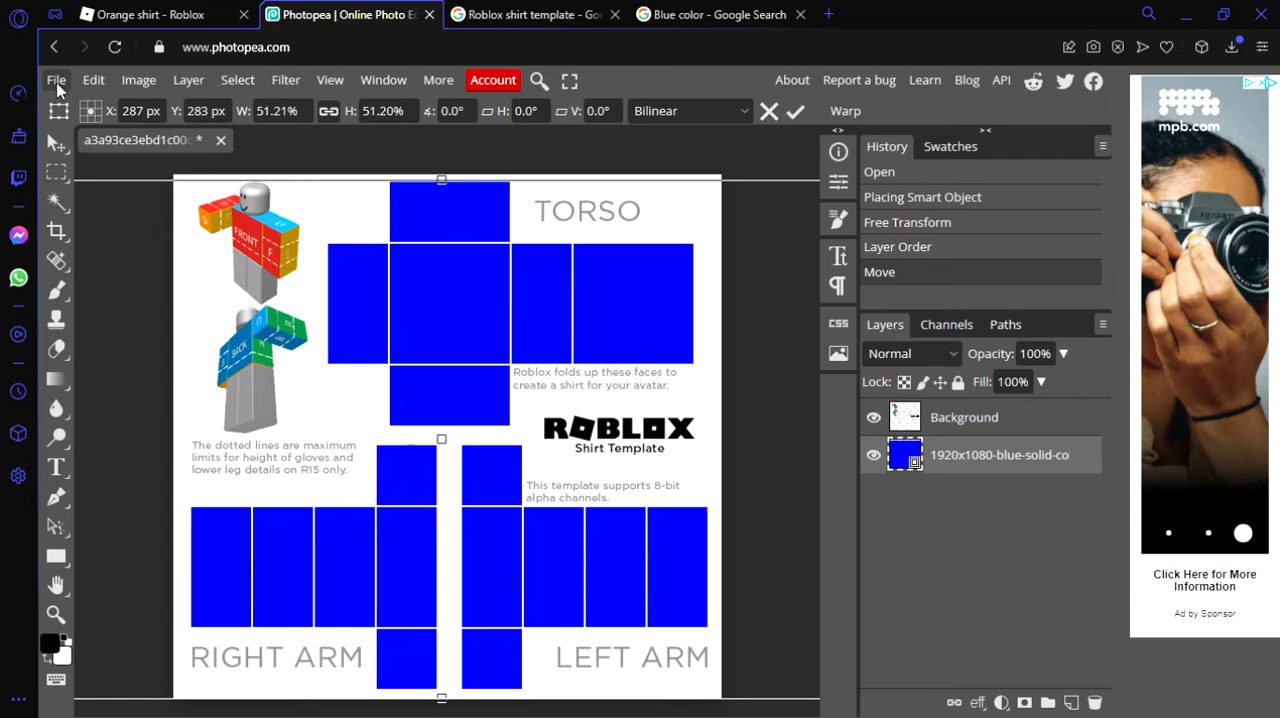 Orange shirt - Roblox
Photopea | Online Photo E
Roblox shirt template - Go
Blue color - Google Search
www.photopea.com
File Edit Image Layer Select Filter View Window More Account About Report a bug Learn Blog API
X: 287 px Y: 283 px W: 51.21% H: 51.20% 0.0° H: 0.0° V: 0.0° Bilinear Warp
a3a93ce3ebd1c00c *
History Swatches
Open
Placing Smart Object
Free Transform
Layer Order
Move
Layers Channels Paths
Normal Opacity: 100%
Lock: Fill: 100%
Background
1920x1080-blue-solid-co
CSS
eff
TORSO
FRONT F
BACK
Roblox folds up these faces to
create a shirt for your avatar.
ROBLOX
Shirt Template
The dotted lines are maximum
limits for height of gloves and
lower leg details on R15 only.
This template supports 8-bit
alpha channels.
RIGHT ARM
LEFT ARM
mpb.com
FUJIFILM
Click Here for More
Information
Ad by Sponsor